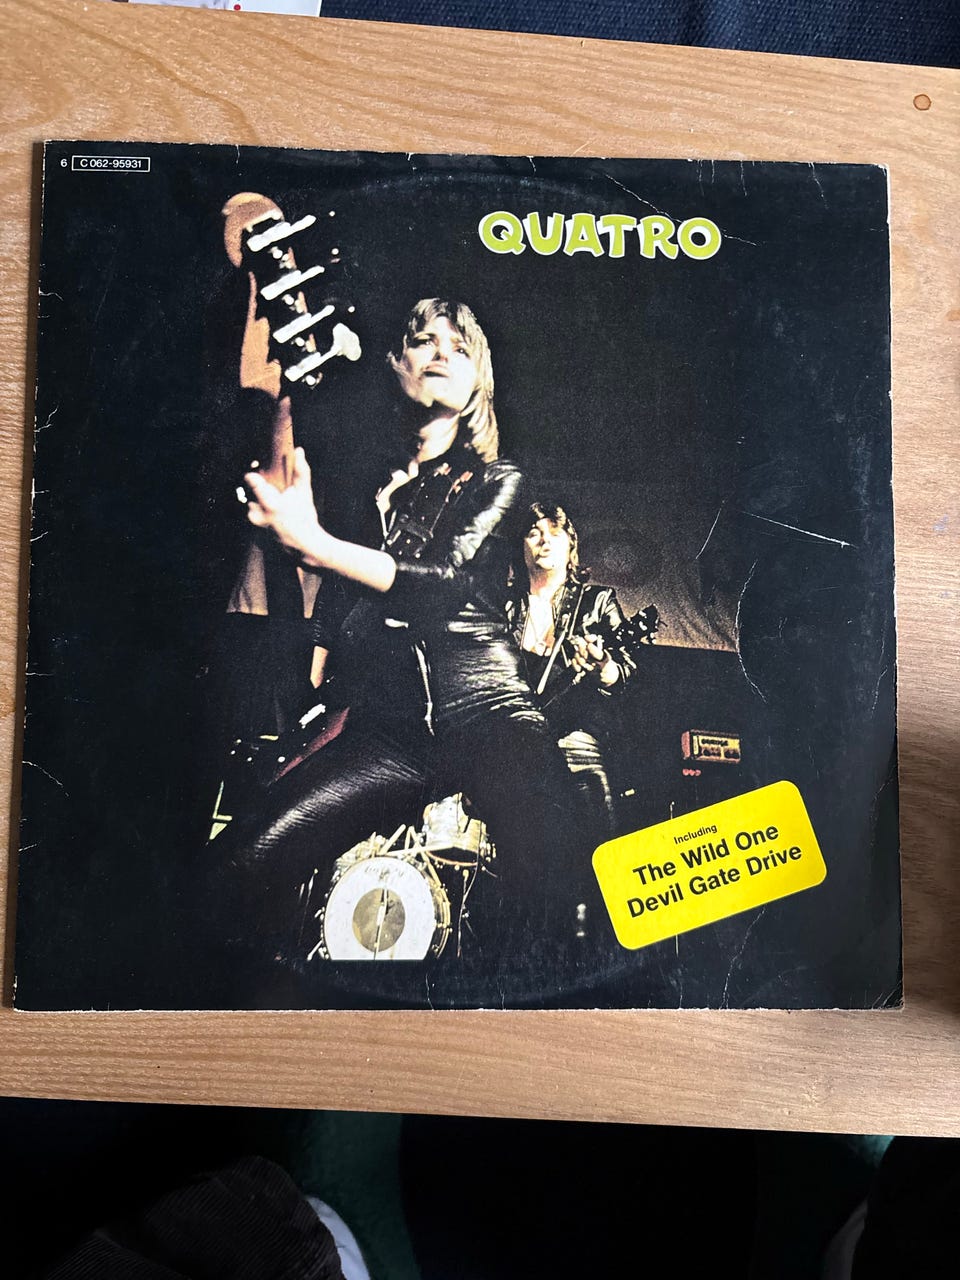 6 C 062-95931
QUATRO
Including
The Wild One
Devil Gate Drive